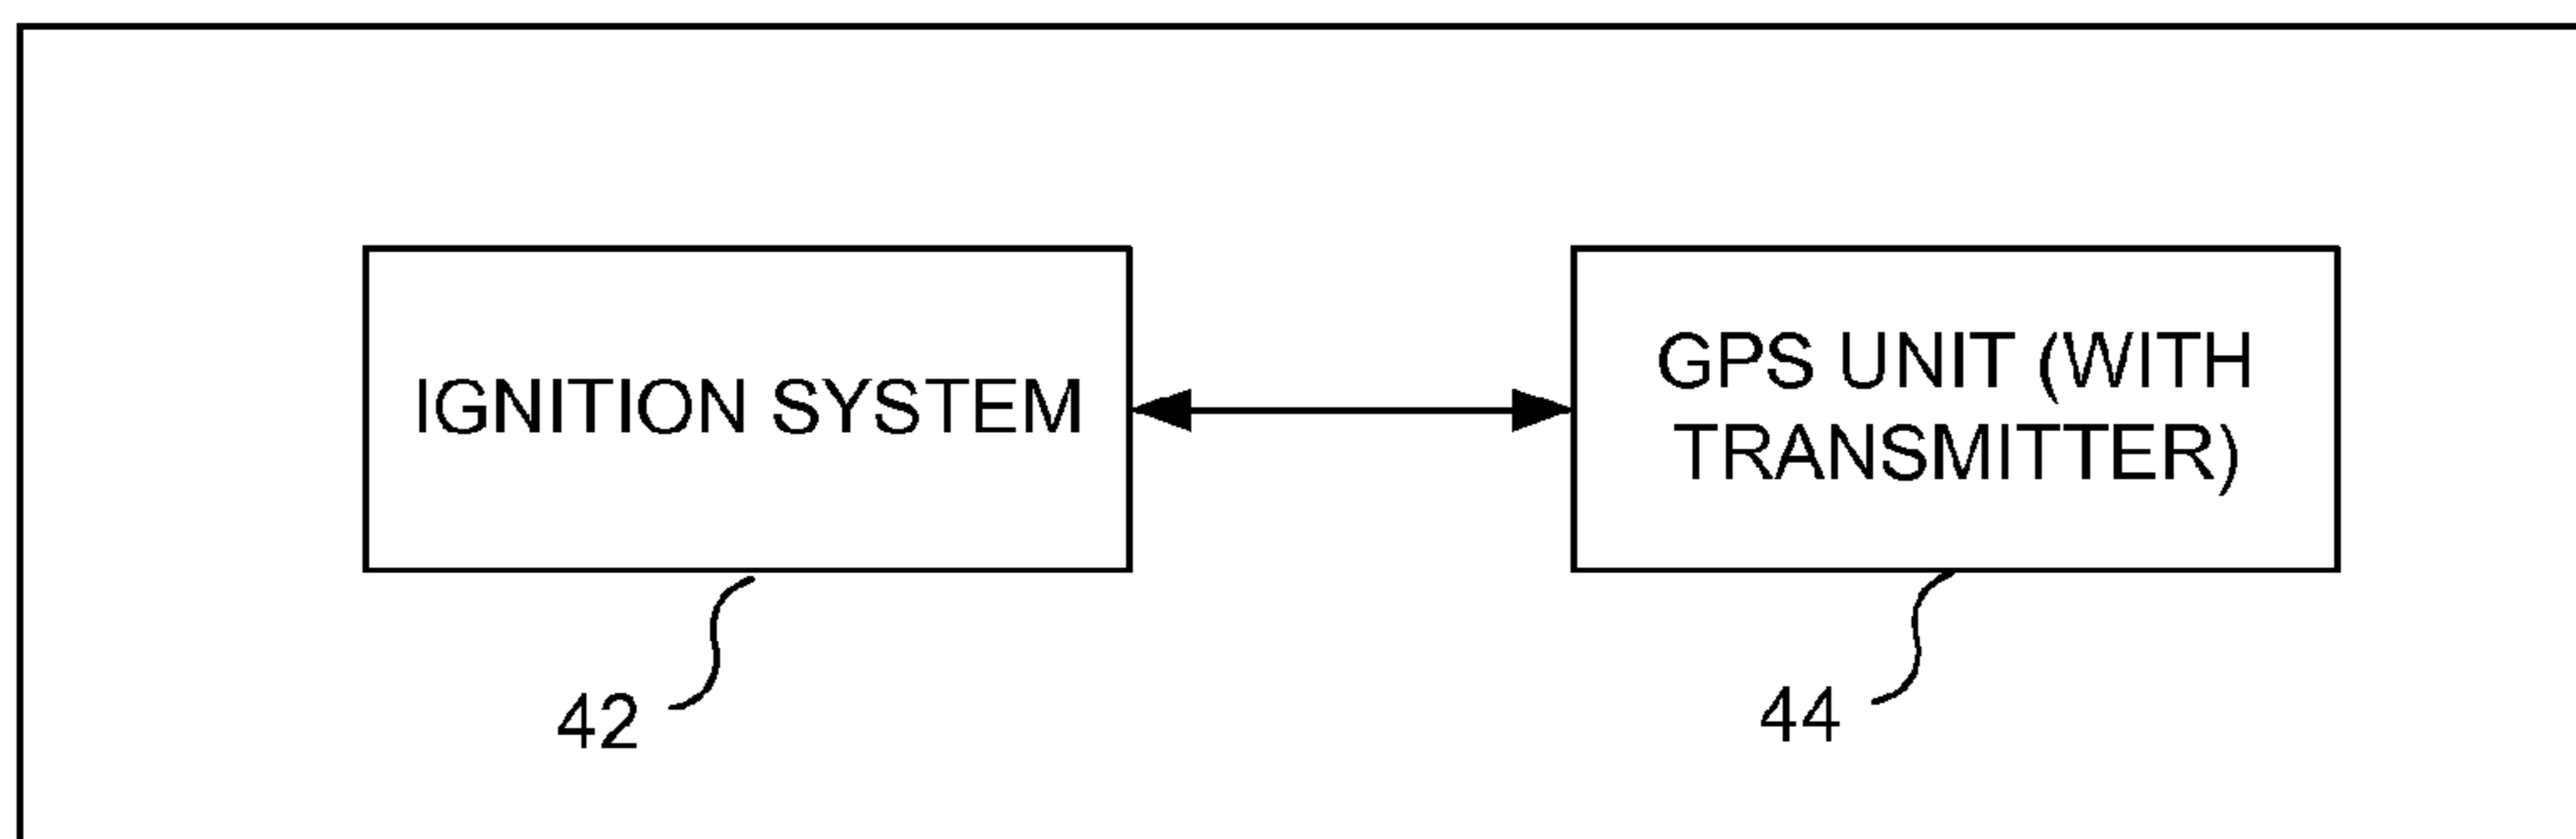 IGNITION SYSTEM
GPS UNIT (WITH
TRANSMITTER)
42
44